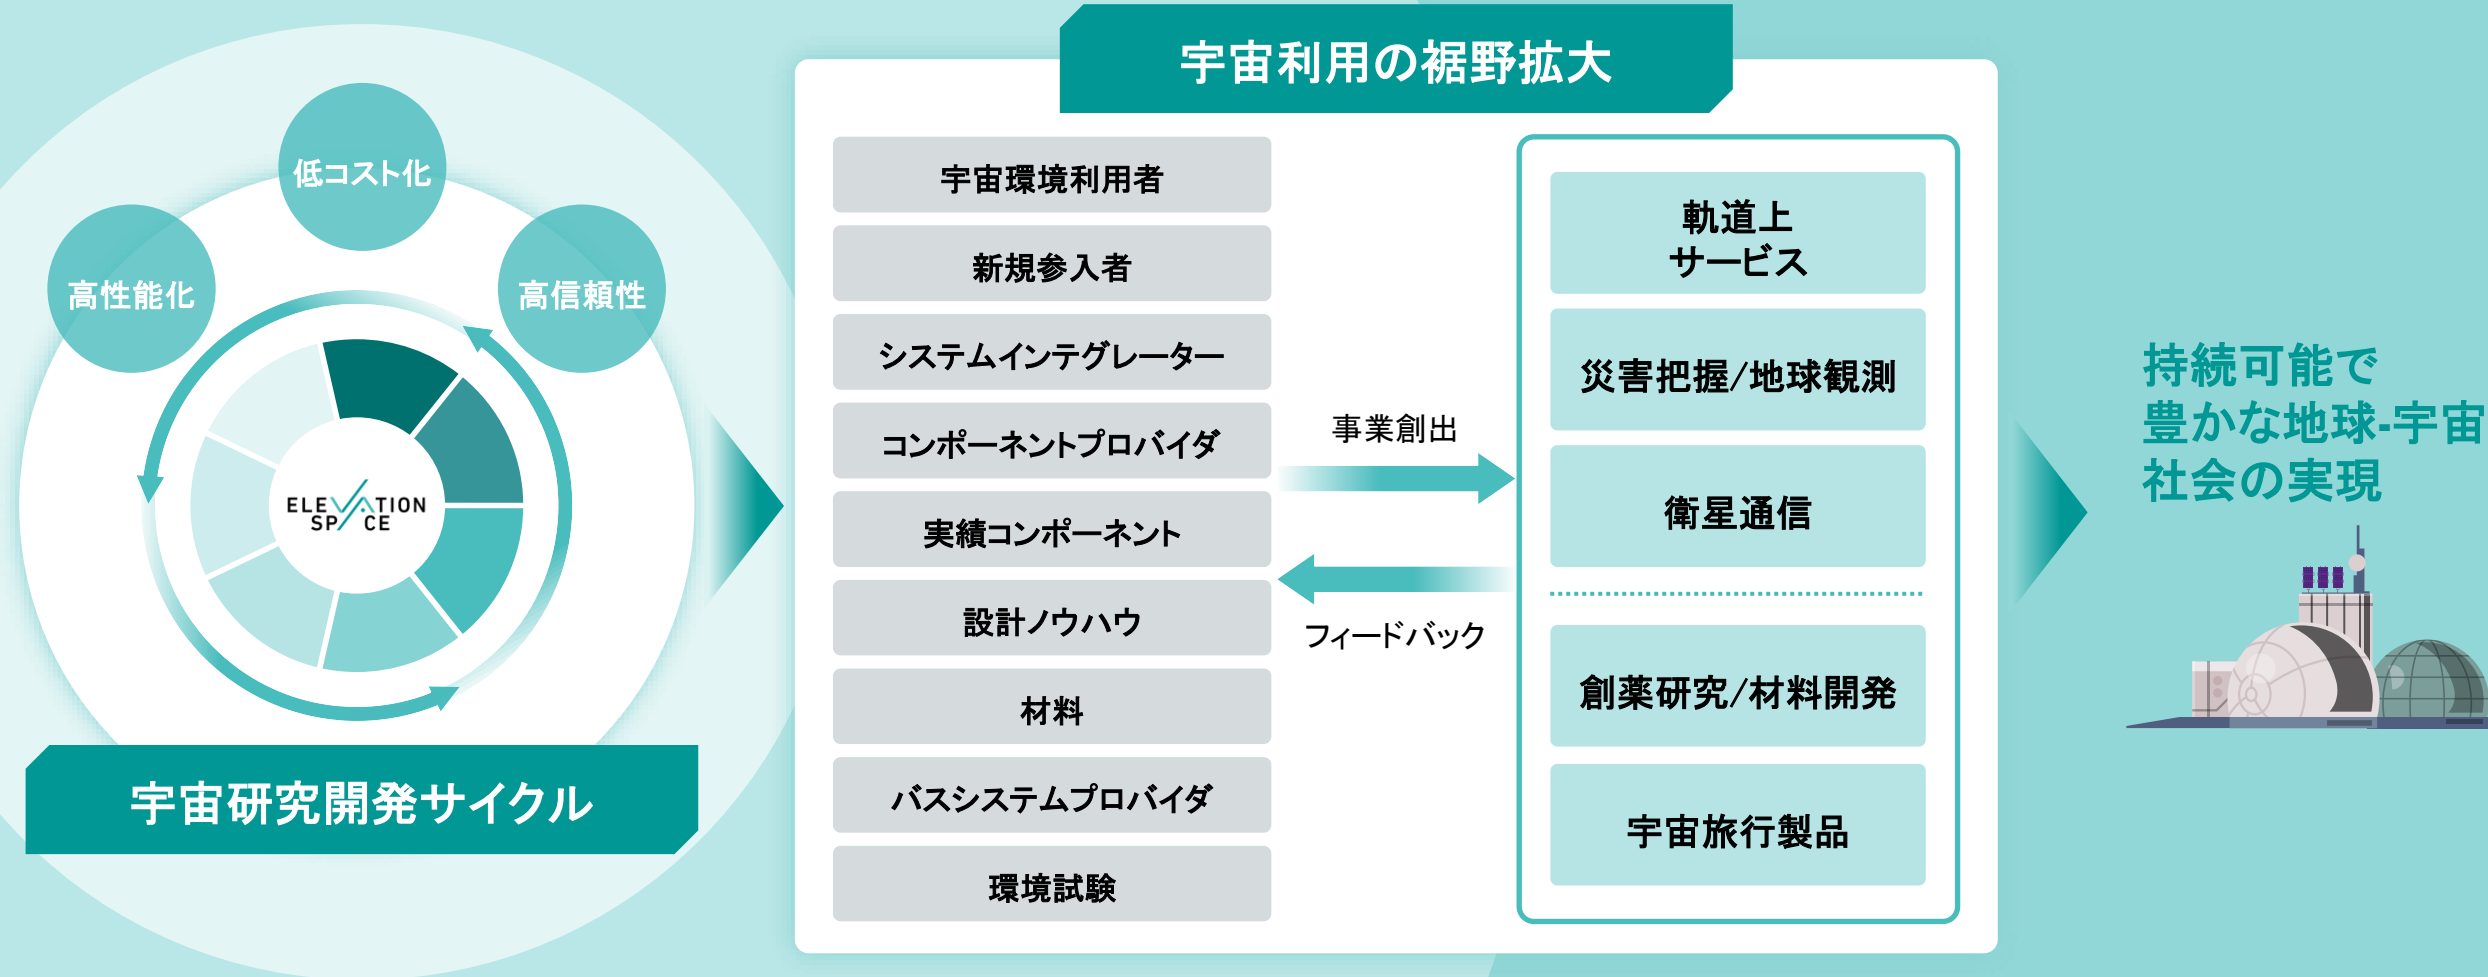 低コスト化
高性能化
高信頼性
ELEVATION
SPACE
宇宙研究開発サイクル
宇宙利用の裾野拡大
宇宙環境利用者
新規参入者
システムインテグレーター
コンポーネントプロバイダ
実績コンポーネント
設計ノウハウ
材料
バスシステムプロバイダ
環境試験
事業創出
フィードバック
軌道上
サービス
災害把握/地球観測
衛星通信
創薬研究/材料開発
宇宙旅行製品
持続可能で
豊かな地球-宇宙
社会の実現